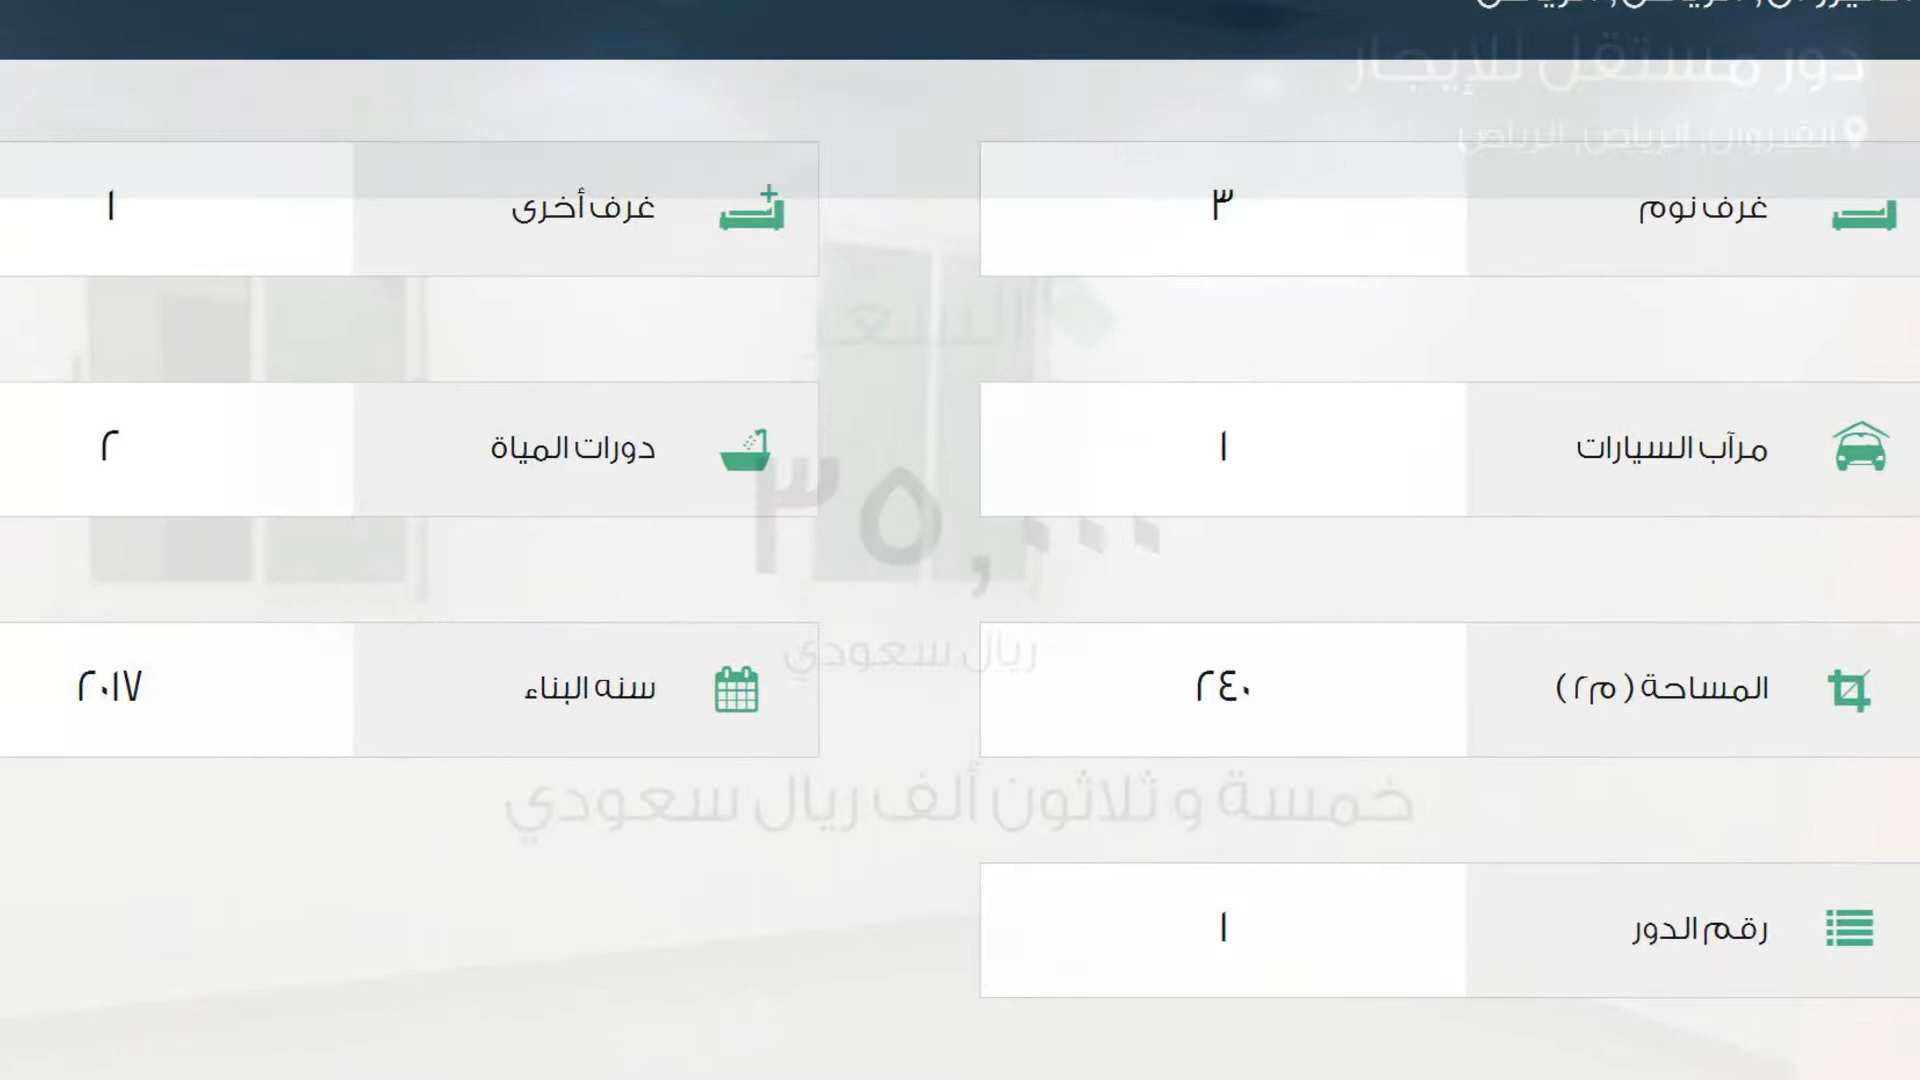 دور مستقل للإيجار
القيروان, الرياض, الرياض
غرف نوم ٣
غرف أخرى ١
السعر
مرآب السيارات ١
دورات المياة ٢
٣٥,٠٠٠
ريال سعودي
المساحة ( م٢ ) ٢٤٠
سنه البناء ٢٠١٧
خمسة و ثلاثون ألف ريال سعودي
رقم الدور ١